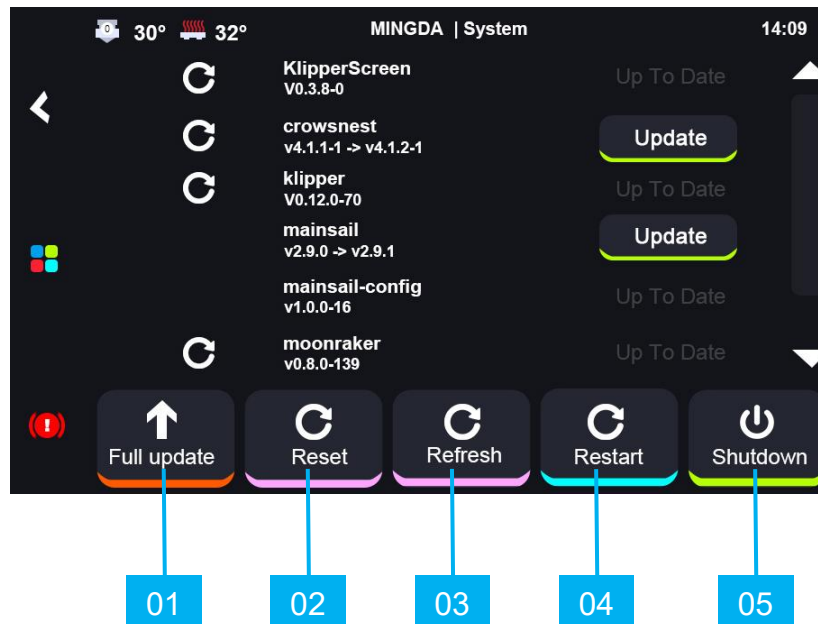 0 30° 32° MINGDA | System 14:09
KlipperScreen Up To Date
V0.3.8-0
crowsnest Update
v4.1.1-1 -> v4.1.2-1
klipper Up To Date
V0.12.0-70
mainsail Update
v2.9.0 -> v2.9.1
mainsail-config Up To Date
v1.0.0-16
moonraker Up To Date
v0.8.0-139
Full update Reset Refresh Restart Shutdown
01 02 03 04 05